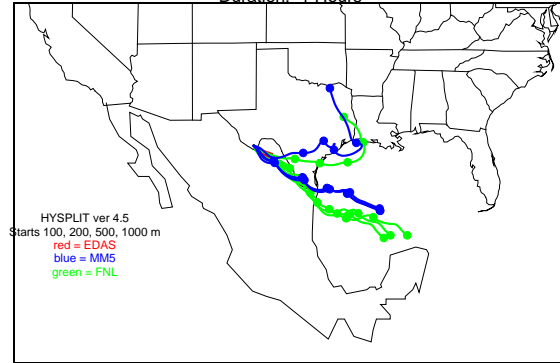 HYSPLIT ver 4.5
Starts 100, 200, 500, 1000 m
red = EDAS
blue = MM5
green = FNL